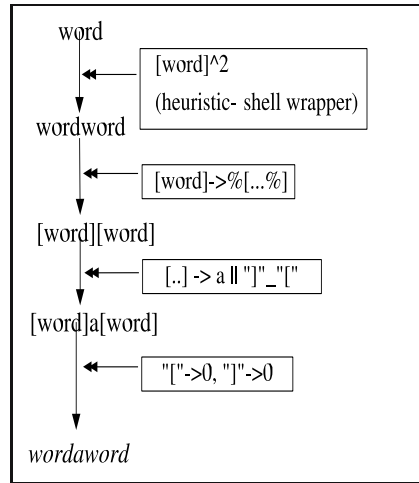 word
[word]^2
(heuristic- shell wrapper)
wordword
[word]->%[...%]
[word][word]
[..] -> a || "]"_"["
[word]a[word]
"["->0, "]"->0
wordaword